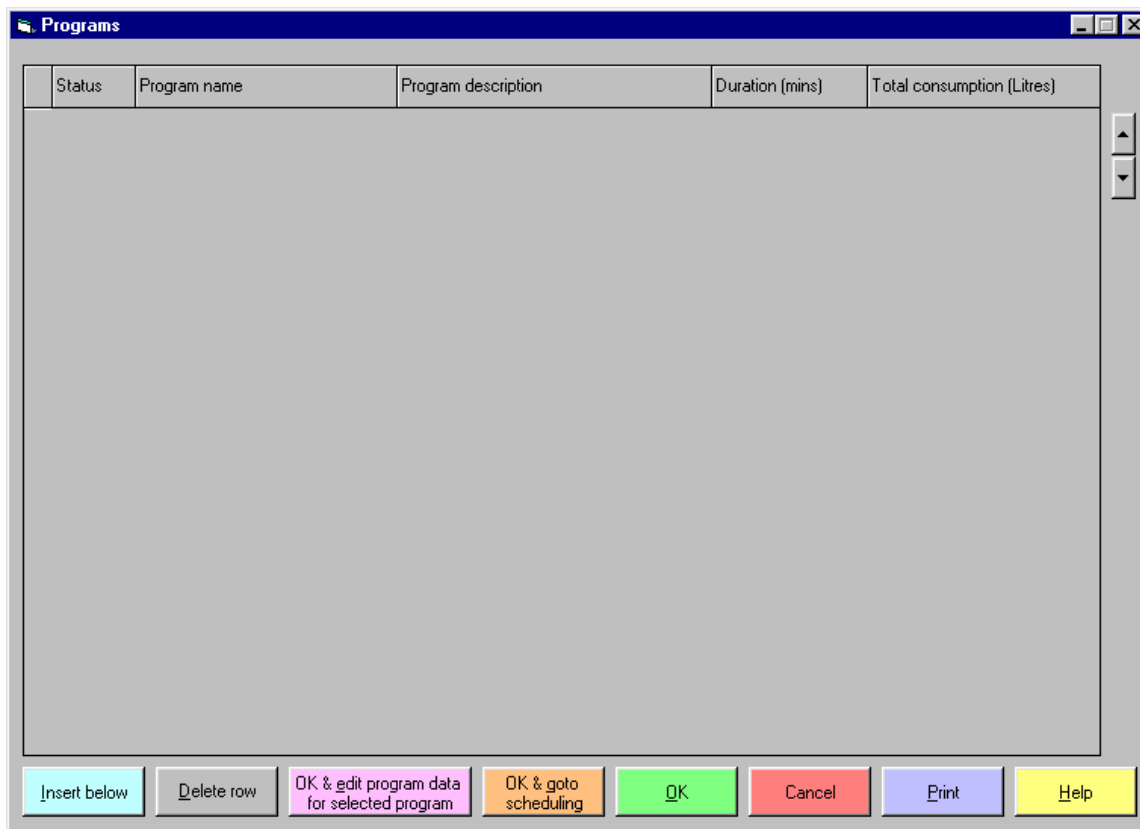 Programs
Status Program name Program description Duration (mins) Total consumption (Litres)
Insert below
Delete row
OK & edit program data
for selected program
OK & goto
scheduling
OK
Cancel
Print
Help